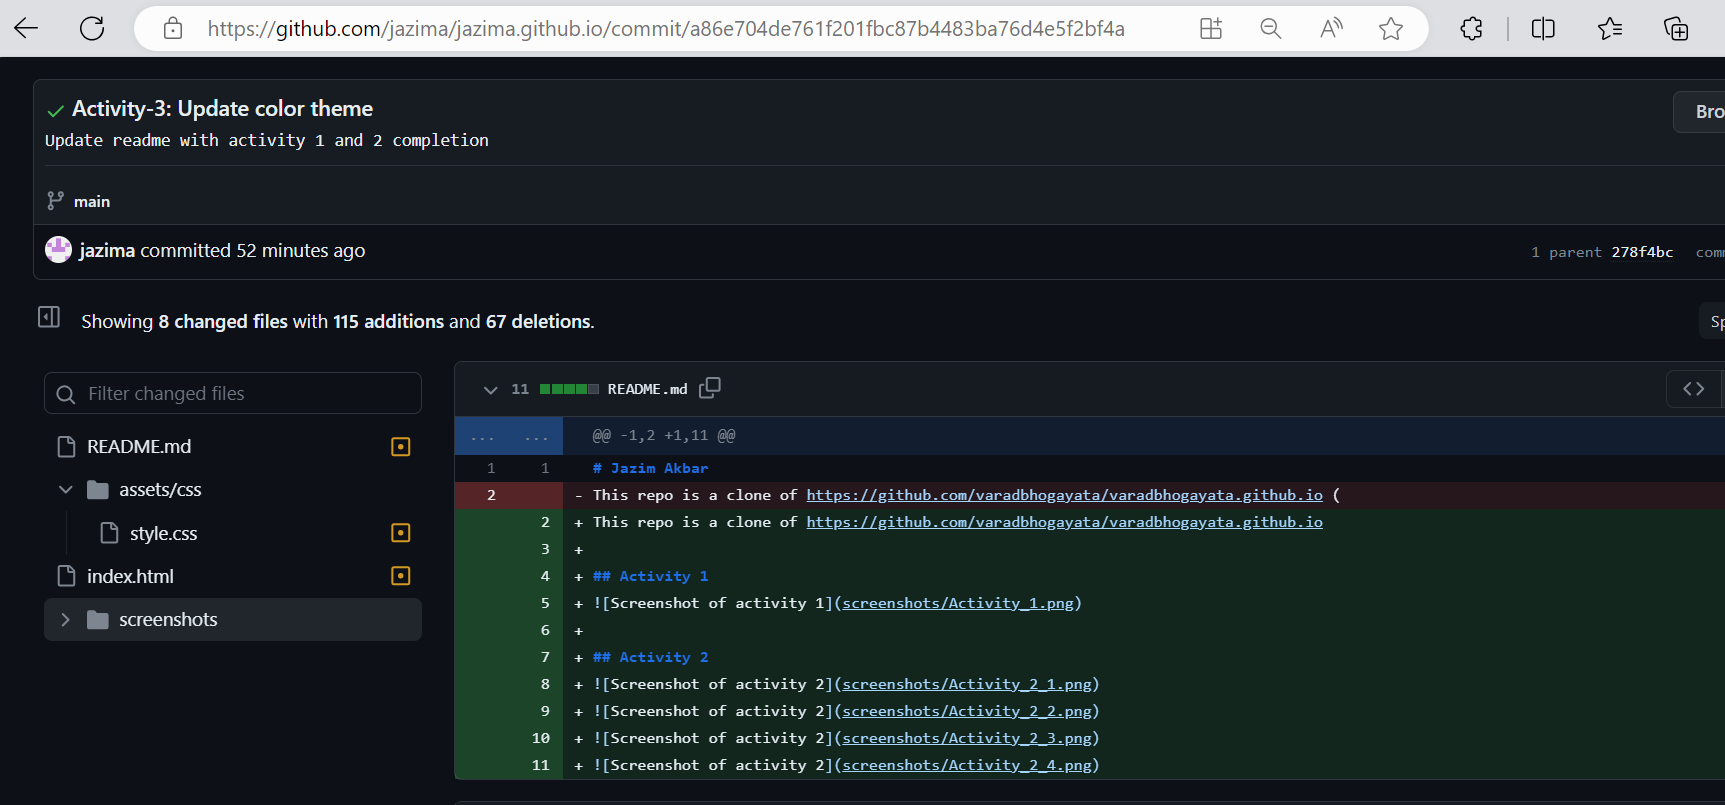 https://github.com/jazima/jazima.github.io/commit/a86e704de761f201fbc87b4483ba76d4e5f2bf4a
Activity-3: Update color theme
Bro
Update readme with activity 1 and 2 completion
main
jazima committed 52 minutes ago
1 parent 278f4bc com
Showing 8 changed files with 115 additions and 67 deletions.
Sp
Filter changed files
README.md
assets/css
style.css
index.html
screenshots
11 README.md
... ... @@ -1,2 +1,11 @@
1 1 # Jazim Akbar
2 - This repo is a clone of https://github.com/varadbhogayata/varadbhogayata.github.io (
2 + This repo is a clone of https://github.com/varadbhogayata/varadbhogayata.github.io
3 +
4 + ## Activity 1
5 + ![Screenshot of activity 1](screenshots/Activity_1.png)
6 +
7 + ## Activity 2
8 + ![Screenshot of activity 2](screenshots/Activity_2_1.png)
9 + ![Screenshot of activity 2](screenshots/Activity_2_2.png)
10 + ![Screenshot of activity 2](screenshots/Activity_2_3.png)
11 + ![Screenshot of activity 2](screenshots/Activity_2_4.png)